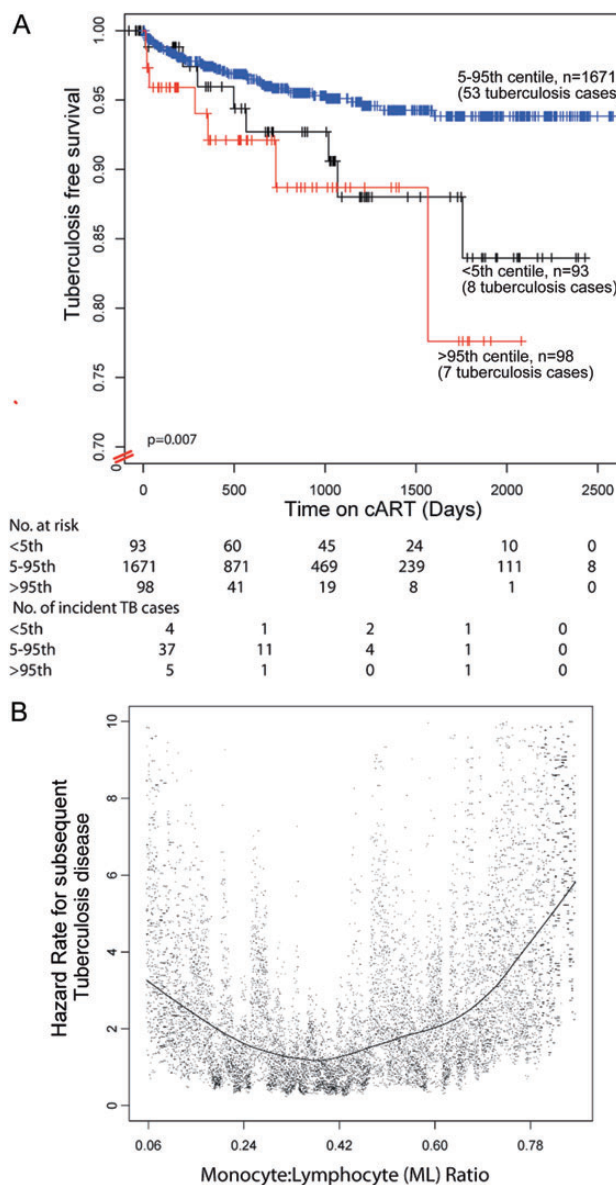 A
Tuberculosis free survival
1.00
0.95
0.90
0.85
0.80
0.75
0.70
0
5-95th centile, n=1671
(53 tuberculosis cases)
<5th centile, n=93
(8 tuberculosis cases)
>95th centile, n=98
(7 tuberculosis cases)
p=0.007
0 500 1000 1500 2000 2500
Time on cART (Days)
No. at risk
<5th 93 60 45 24 10 0
5-95th 1671 871 469 239 111 8
>95th 98 41 19 8 1 0
No. of incident TB cases
<5th 4 1 2 1 0
5-95th 37 11 4 1 0
>95th 5 1 0 1 0
B
Hazard Rate for subsequent
Tuberculosis disease
10
8
6
4
2
0
0.06 0.24 0.42 0.60 0.78
Monocyte:Lymphocyte (ML) Ratio